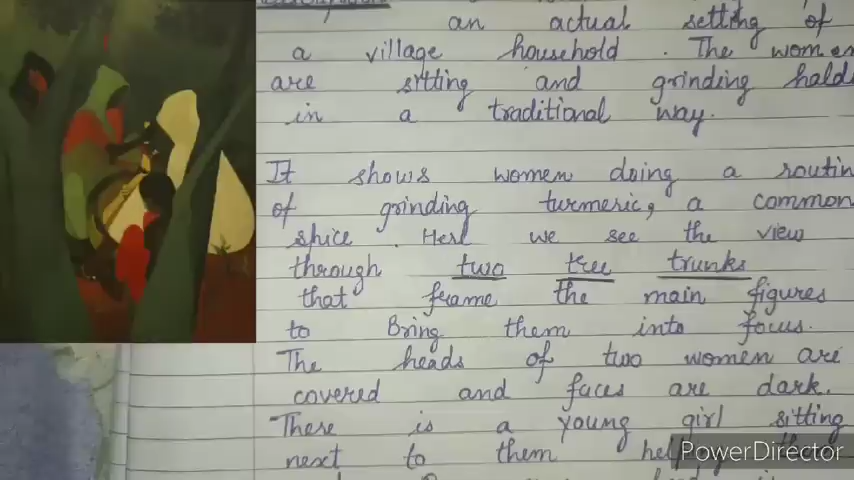 an actual setting of
a village household. The women
are sitting and grinding haldi
in a traditional way.
It shows women doing a routin
of grinding turmeric, a common
spice. Here we see the view
through two tree trunks
that frame the main figures
to Bring them into focus.
The heads of two women are
covered and faces are dark.
There is a young girl sitting
next to them
PowerDirector